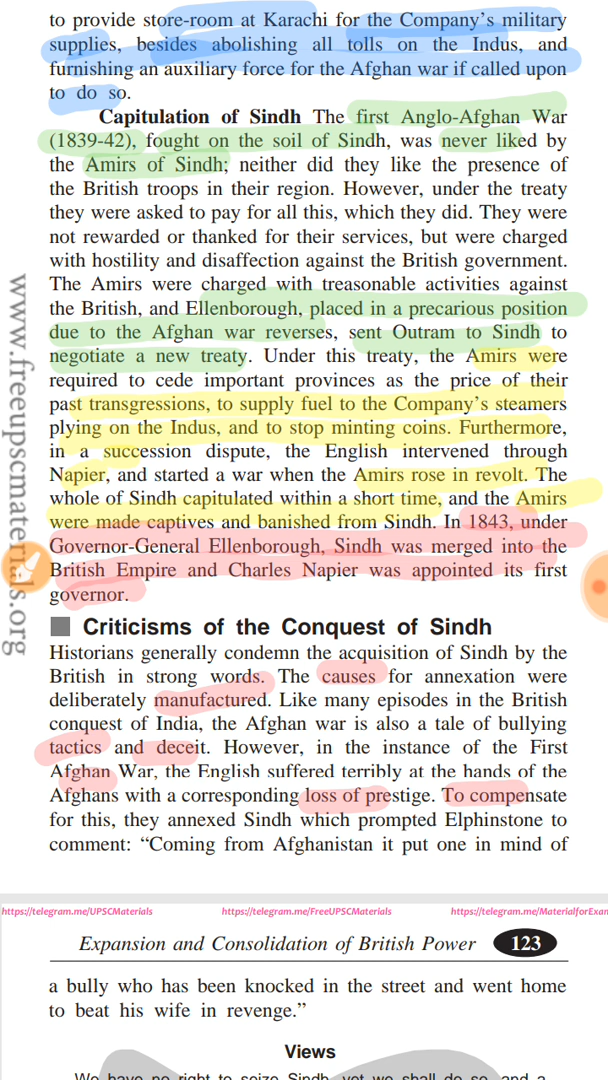 to provide store-room at Karachi for the Company's military
supplies, besides abolishing all tolls on the Indus, and
furnishing an auxiliary force for the Afghan war if called upon
to do so.
Capitulation of Sindh The first Anglo-Afghan War
(1839-42), fought on the soil of Sindh, was never liked by
the Amirs of Sindh; neither did they like the presence of
the British troops in their region. However, under the treaty
they were asked to pay for all this, which they did. They were
not rewarded or thanked for their services, but were charged
with hostility and disaffection against the British government.
The Amirs were charged with treasonable activities against
the British, and Ellenborough, placed in a precarious position
due to the Afghan war reverses, sent Outram to Sindh to
negotiate a new treaty. Under this treaty, the Amirs were
required to cede important provinces as the price of their
past transgressions, to supply fuel to the Company's steamers
plying on the Indus, and to stop minting coins. Furthermore,
in a succession dispute, the English intervened through
Napier, and started a war when the Amirs rose in revolt. The
whole of Sindh capitulated within a short time, and the Amirs
were made captives and banished from Sindh. In 1843, under
Governor-General Ellenborough, Sindh was merged into the
British Empire and Charles Napier was appointed its first
governor.
www.freeupscmaterials.org
Criticisms of the Conquest of Sindh
Historians generally condemn the acquisition of Sindh by the
British in strong words. The causes for annexation were
deliberately manufactured. Like many episodes in the British
conquest of India, the Afghan war is also a tale of bullying
tactics and deceit. However, in the instance of the First
Afghan War, the English suffered terribly at the hands of the
Afghans with a corresponding loss of prestige. To compensate
for this, they annexed Sindh which prompted Elphinstone to
comment: “Coming from Afghanistan it put one in mind of
https://telegram.me/UPSCMaterials https://telegram.me/FreeUPSCMaterials https://telegram.me/MaterialforExam
Expansion and Consolidation of British Power 123
a bully who has been knocked in the street and went home
to beat his wife in revenge.”
Views
We have no right to seize Sindh, yet we shall do so, and a